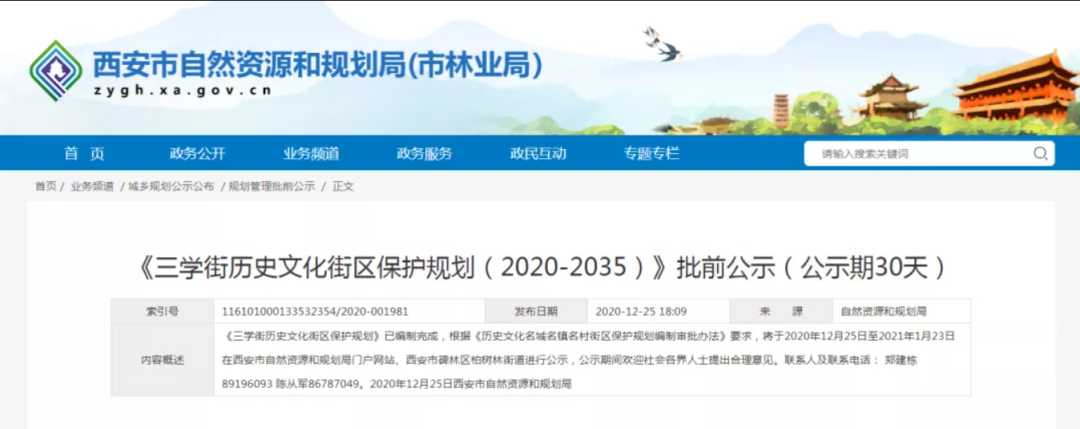 西安市自然资源和规划局(市林业局)
zygh.xa.gov.cn
首 页 政务公开 业务频道 政务服务 政民互动 专题专栏 请输入搜索关键词
首页 / 业务频道 / 城乡规划公示公布 / 规划管理批前公示 / 正文
《三学街历史文化街区保护规划（2020-2035）》批前公示（公示期30天）
索引号 116101000133532354/2020-001981 发布日期 2020-12-25 18:09 来 源 自然资源和规划局
《三学街历史文化街区保护规划》已编制完成，根据《历史文化名城名镇名村街区保护规划编制审批办法》要求，将于2020年12月25日至2021年1月23日
内容概述 在西安市自然资源和规划局门户网站、西安市碑林区柏树林街道进行公示，公示期间欢迎社会各界人士提出合理意见。联系人及联系电话： 郑建栋
89196093 陈从军86787049。2020年12月25日西安市自然资源和规划局